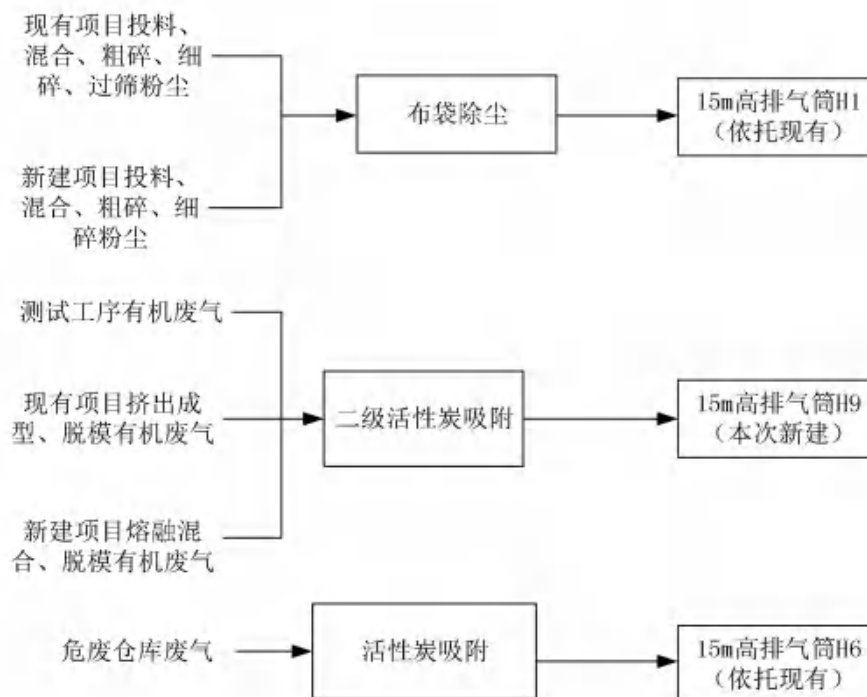 现有项目投料、
混合、粗碎、细
碎、过筛粉尘
布袋除尘
15m高排气筒H1
（依托现有）
新建项目投料、
混合、粗碎、细
碎粉尘
测试工序有机废气
现有项目挤出成
型、脱模有机废气
二级活性炭吸附
15m高排气筒H9
（本次新建）
新建项目熔融混
合、脱模有机废气
危废仓库废气
活性炭吸附
15m高排气筒H6
（依托现有）